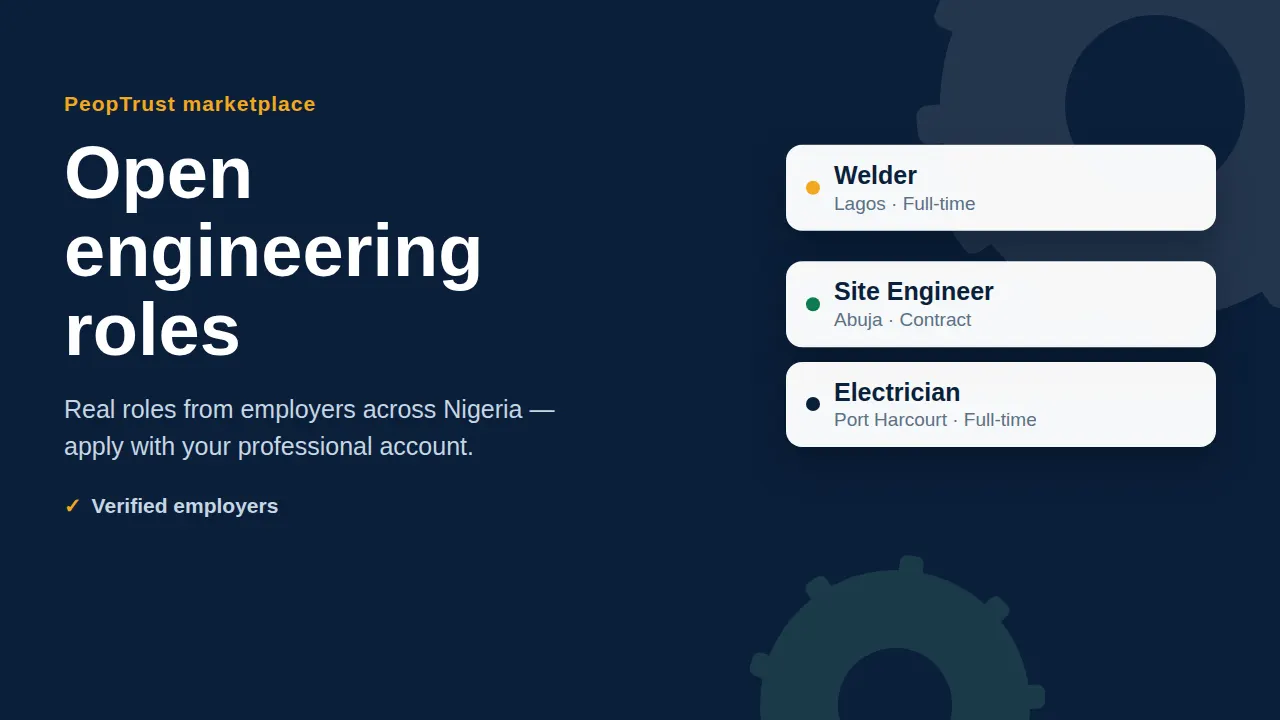 PeopTrust marketplace
Open
engineering
roles
Real roles from employers across Nigeria —
apply with your professional account.
✓ Verified employers
Welder
Lagos · Full-time
Site Engineer
Abuja · Contract
Electrician
Port Harcourt · Full-time